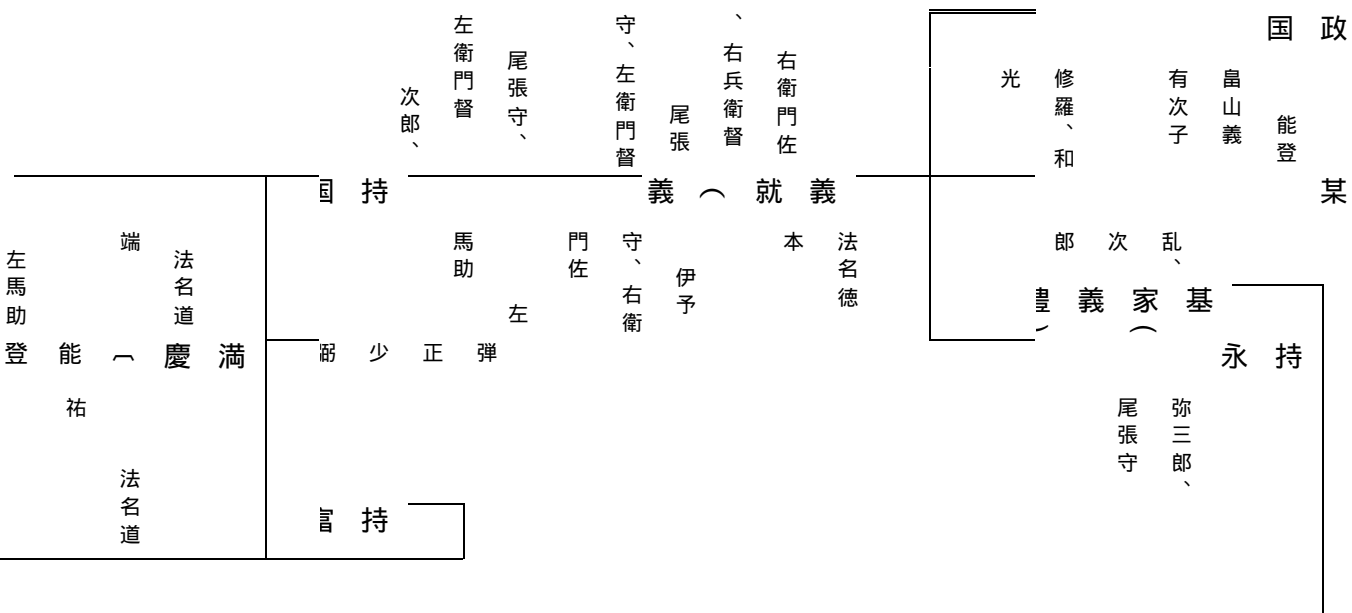 政国
能登
畠山義
有次子
某
修羅、和
光
乱、
次
郎
持永
弥三郎、
尾張守
基家
(
義
義就(義
右衛門佐
、右兵衛督
尾張
守、左衛門督
法名徳
本
伊予
守、右衛
門佐
持国
尾張守、
左衛門督
次郎、
左
馬助
弾正少
持
満慶(能登
法名道
端
法名道
祐
左馬助